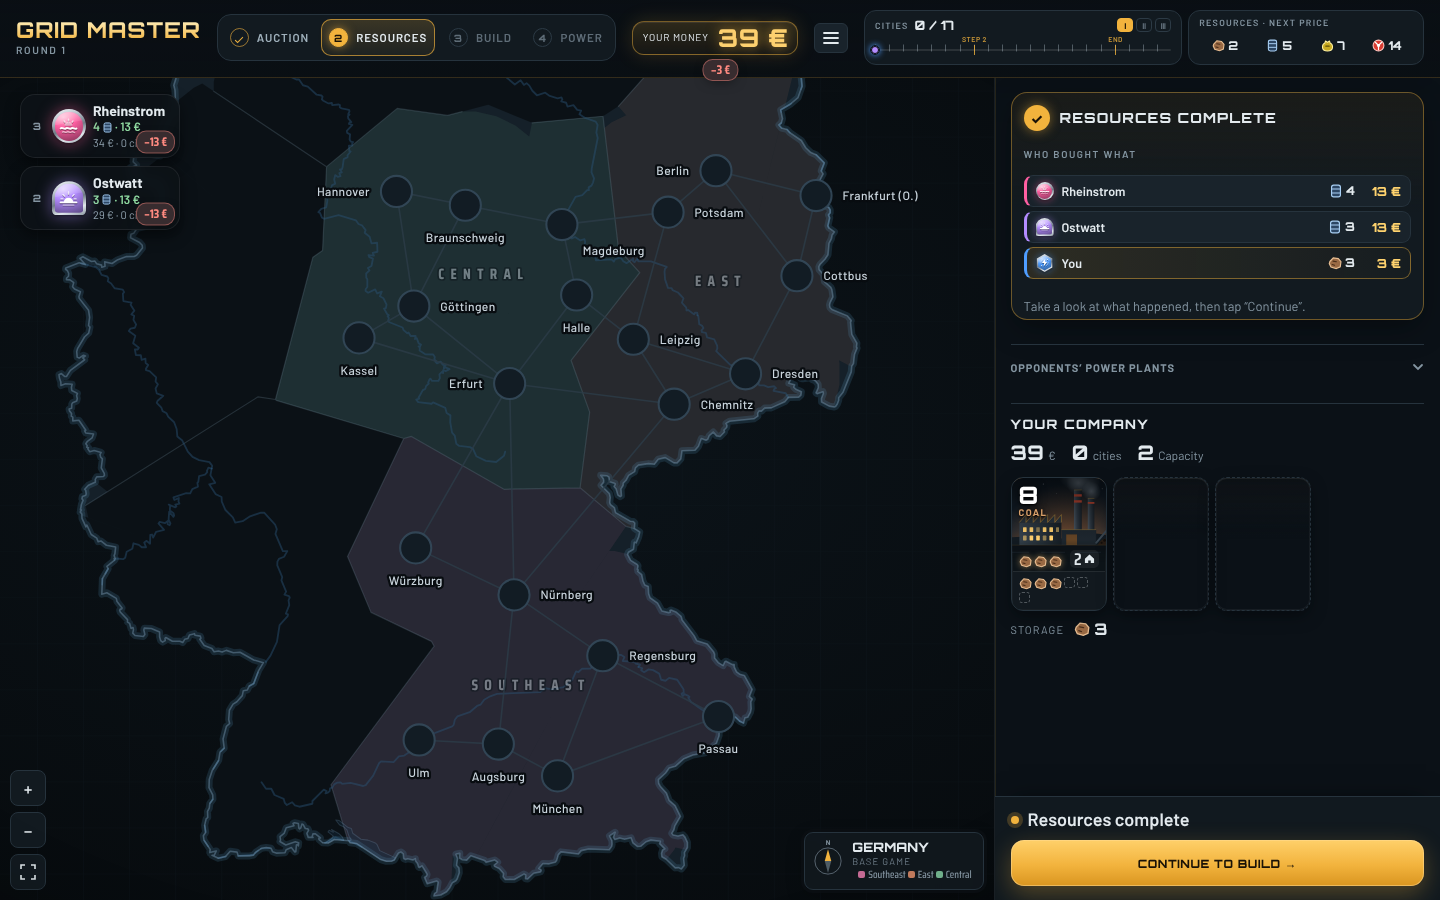 GRID MASTER
ROUND 1
AUCTION
2 RESOURCES
3 BUILD
4 POWER
YOUR MONEY 39 €
-3 €
CITIES 0 / 17
I II III
STEP 2
END
RESOURCES · NEXT PRICE
2 5 7 14
3 Rheinstrom
4 · 13 €
34 € · 0 c
-13 €
2 Ostwatt
3 · 13 €
29 € · 0 c
-13 €
Hannover
Braunschweig
Magdeburg
CENTRAL
Göttingen
Halle
Kassel
Erfurt
Berlin
Potsdam
Frankfurt (O.)
Cottbus
EAST
Leipzig
Dresden
Chemnitz
Würzburg
Nürnberg
Regensburg
SOUTHEAST
Passau
Ulm
Augsburg
München
+
−
N
GERMANY
BASE GAME
Southeast East Central
RESOURCES COMPLETE
WHO BOUGHT WHAT
Rheinstrom 4 13 €
Ostwatt 3 13 €
You 3 3 €
Take a look at what happened, then tap “Continue”.
OPPONENTS’ POWER PLANTS
YOUR COMPANY
39 € 0 cities 2 Capacity
8
COAL
2
STORAGE 3
Resources complete
CONTINUE TO BUILD →